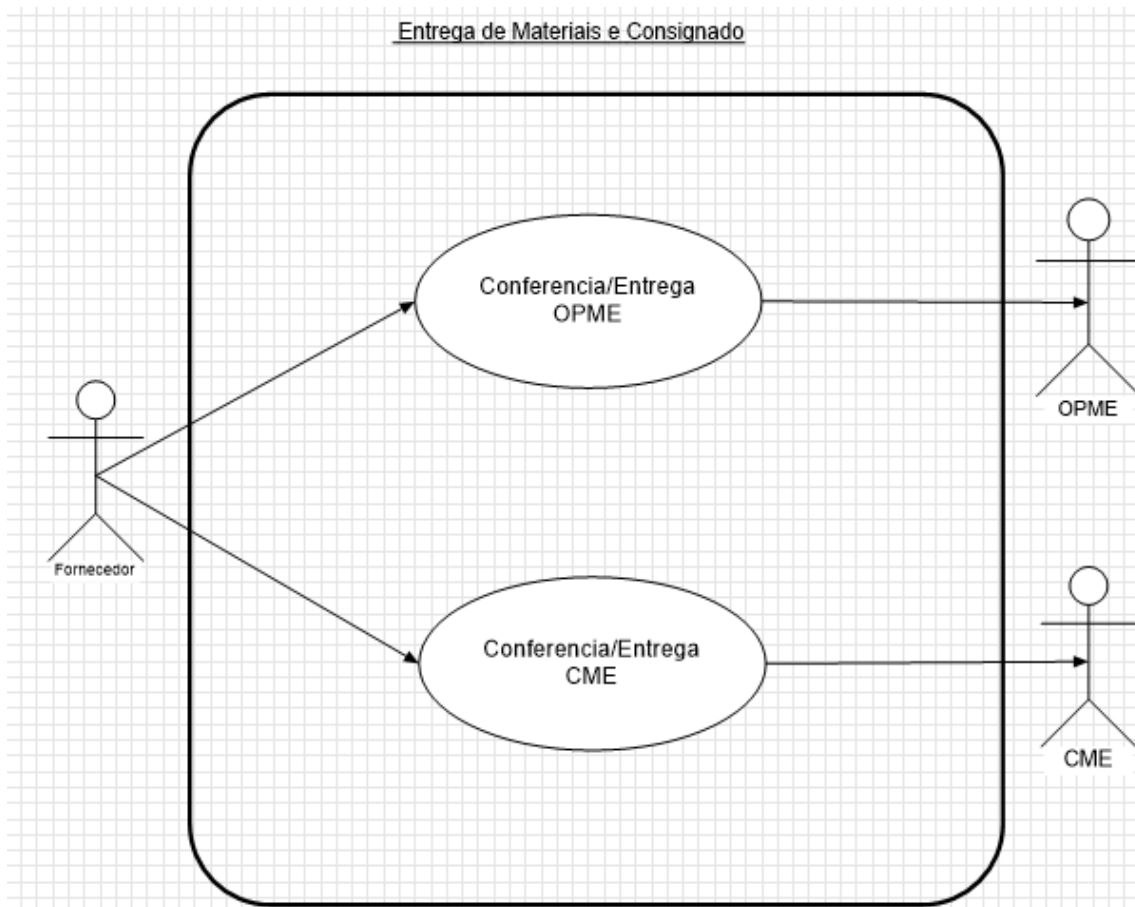 Entrega de Materiais e Consignado
Conferencia/Entrega
OPME
OPME
Fornecedor
Conferencia/Entrega
CME
CME